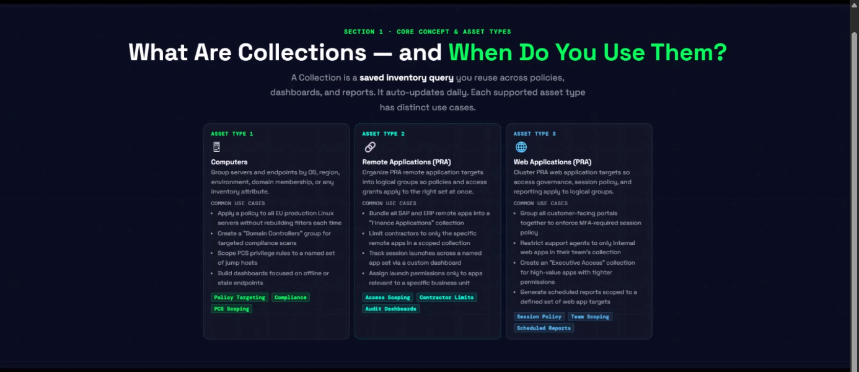 SECTION 1 · CORE CONCEPT & ASSET TYPES
What Are Collections — and When Do You Use Them?
A Collection is a saved inventory query you reuse across policies,
dashboards, and reports. It auto-updates daily. Each supported asset type
has distinct use cases.
ASSET TYPE 1
Computers
Group servers and endpoints by OS, region,
environment, domain membership, or any
inventory attribute.
COMMON USE CASES
• Apply a policy to all EU production Linux
servers without rebuilding filters each time
• Create a "Domain Controllers" group for
targeted compliance scans
• Scope PCS privilege rules to a named set
of jump hosts
• Build dashboards focused on offline or
stale endpoints
Policy Targeting
Compliance
PCS Scoping
ASSET TYPE 2
Remote Applications (PRA)
Organize PRA remote application targets
into logical groups so policies and access
grants apply to the right set at once.
COMMON USE CASES
• Bundle all SAP and ERP remote apps into a
"Finance Applications" collection
• Limit contractors to only the specific
remote apps in a scoped collection
• Track session launches across a named
app set via a custom dashboard
• Assign launch permissions only to apps
relevant to a specific business unit
Access Scoping
Contractor Limits
Audit Dashboards
ASSET TYPE 3
Web Applications (PRA)
Cluster PRA web application targets so
access governance, session policy, and
reporting apply to logical groups.
COMMON USE CASES
• Group all customer-facing portals
together to enforce MFA-required session
policy
• Restrict support agents to only internal
web apps in their team's collection
• Create an "Executive Access" collection
for high-value apps with tighter
permissions
• Generate scheduled reports scoped to a
defined set of web app targets
Session Policy
Team Scoping
Scheduled Reports